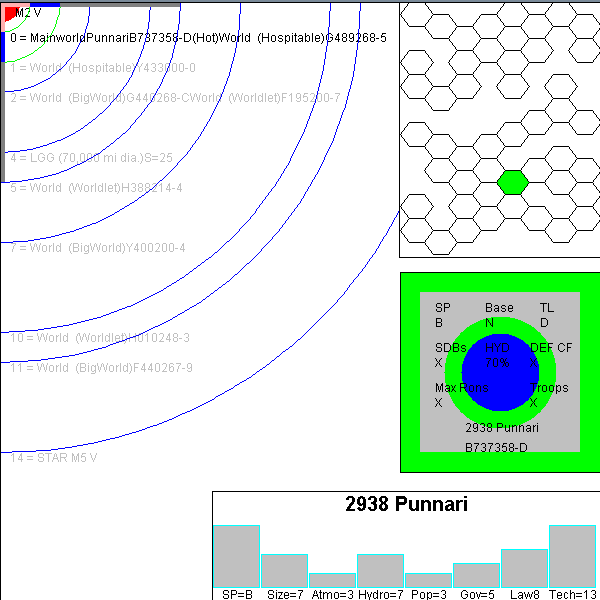 M2 V
0 = MainworldPunnariB737358-D(Hot)World (Hospitable)G489268-5
1 = World (Hospitable)Y433000-0
2 = World (BigWorld)G446268-CWorld (Worldlet)F195200-7
4 = LGG (70,000 mi dia.)S=25
5 = World (Worldlet)H388214-4
7 = World (BigWorld)Y400200-4
10 = World (Worldlet)H010248-3
11 = World (BigWorld)F440267-9
14 = STAR M5 V
SP Base TL
B N D
SDBs HYD DEF CF
X 70% X
Max Troops
X X
2938 Punnari
B737358-D
2938 Punnari
SP=B Size=7 Atmo=3 Hydro=7 Pop=3 Gov=5 Law8 Tech=13